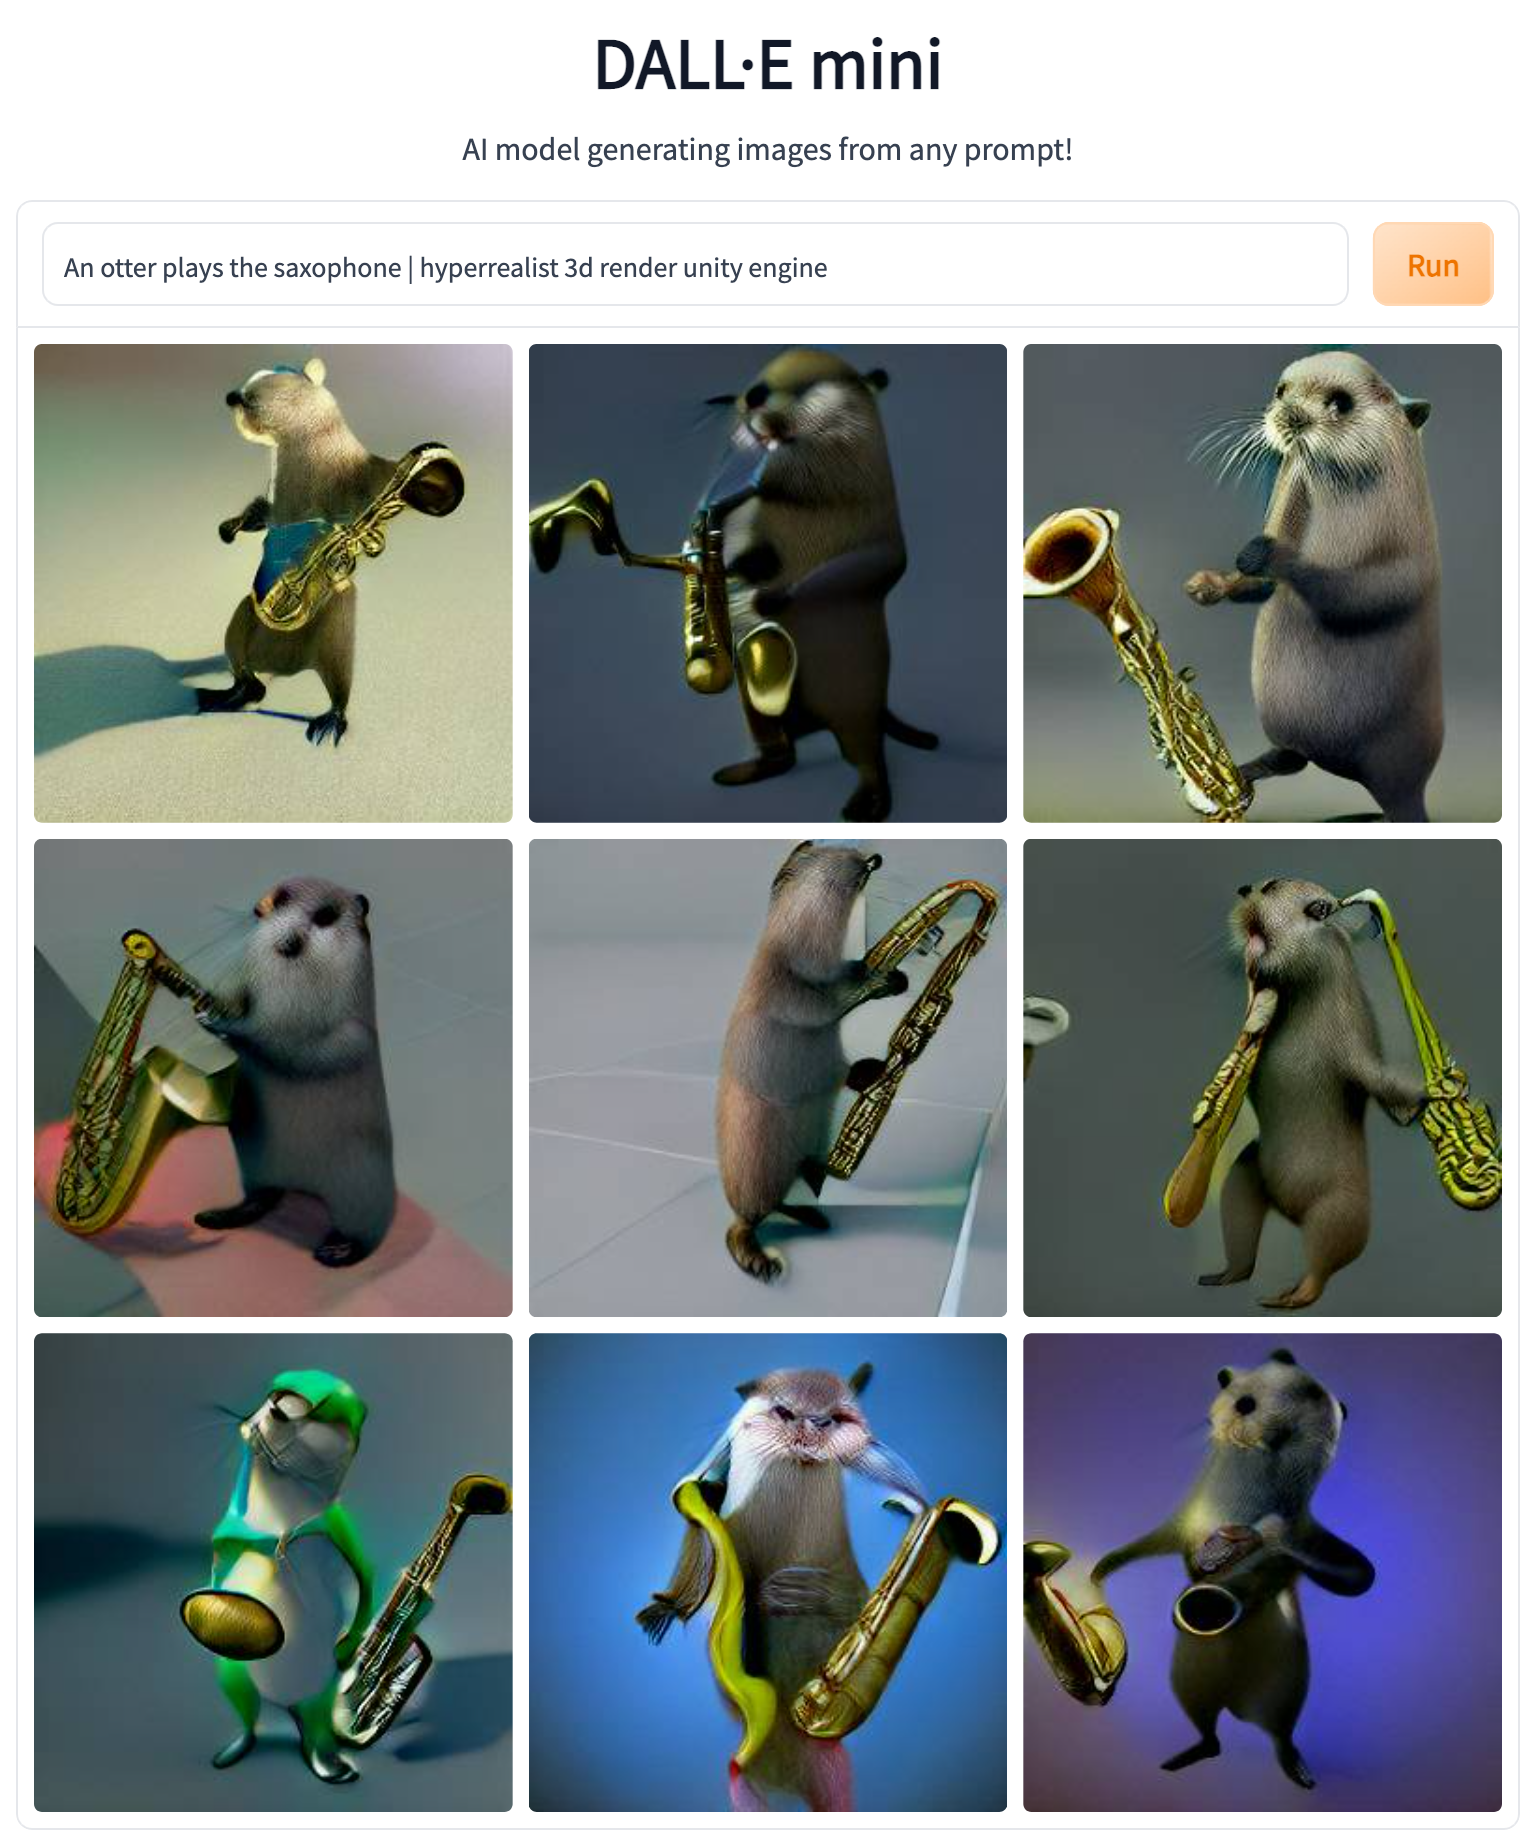 DALL·E mini
AI model generating images from any prompt!
An otter plays the saxophone | hyperrealist 3d render unity engine
Run